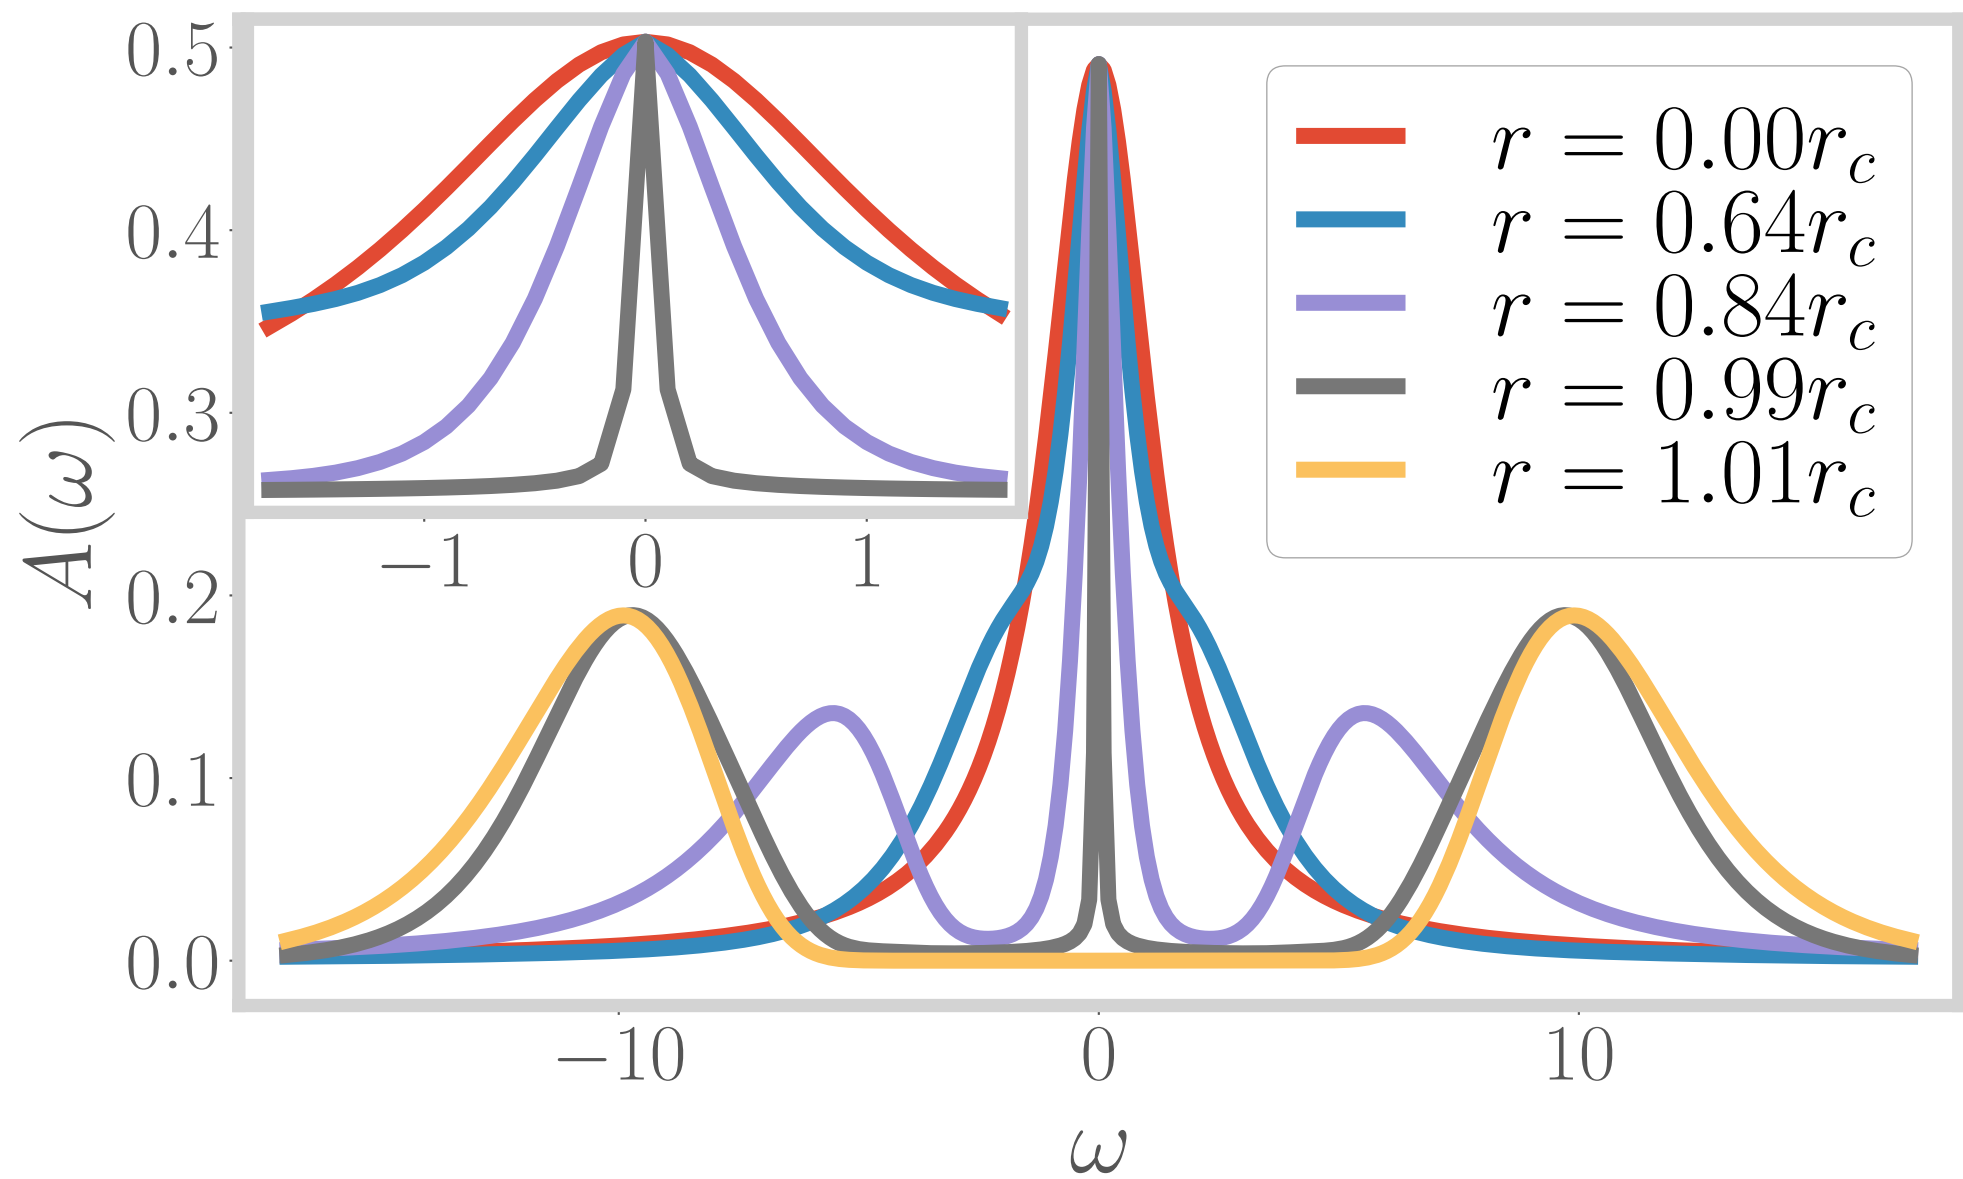 A(ω)
0.5
0.4
0.3
0.2
0.1
0.0
−1 0 1
r = 0.00r_c
r = 0.64r_c
r = 0.84r_c
r = 0.99r_c
r = 1.01r_c
−10 0 10
ω